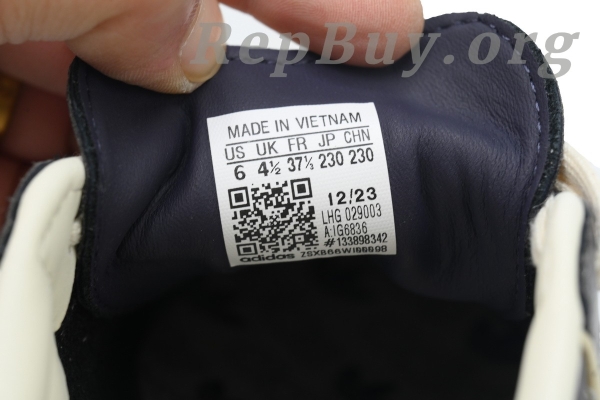 RepBuy.org
MADE IN VIETNAM
US UK FR JP CHN
6 4½ 37⅓ 230 230
12/23
LHG 029003
A:IG6836
#133898342
adidas